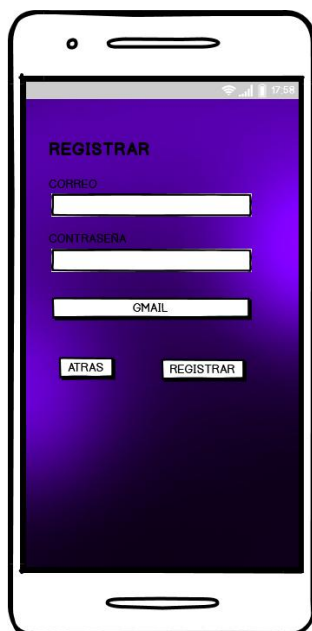 17:58
REGISTRAR
CORREO
CONTRASEÑA
GMAIL
ATRAS REGISTRAR